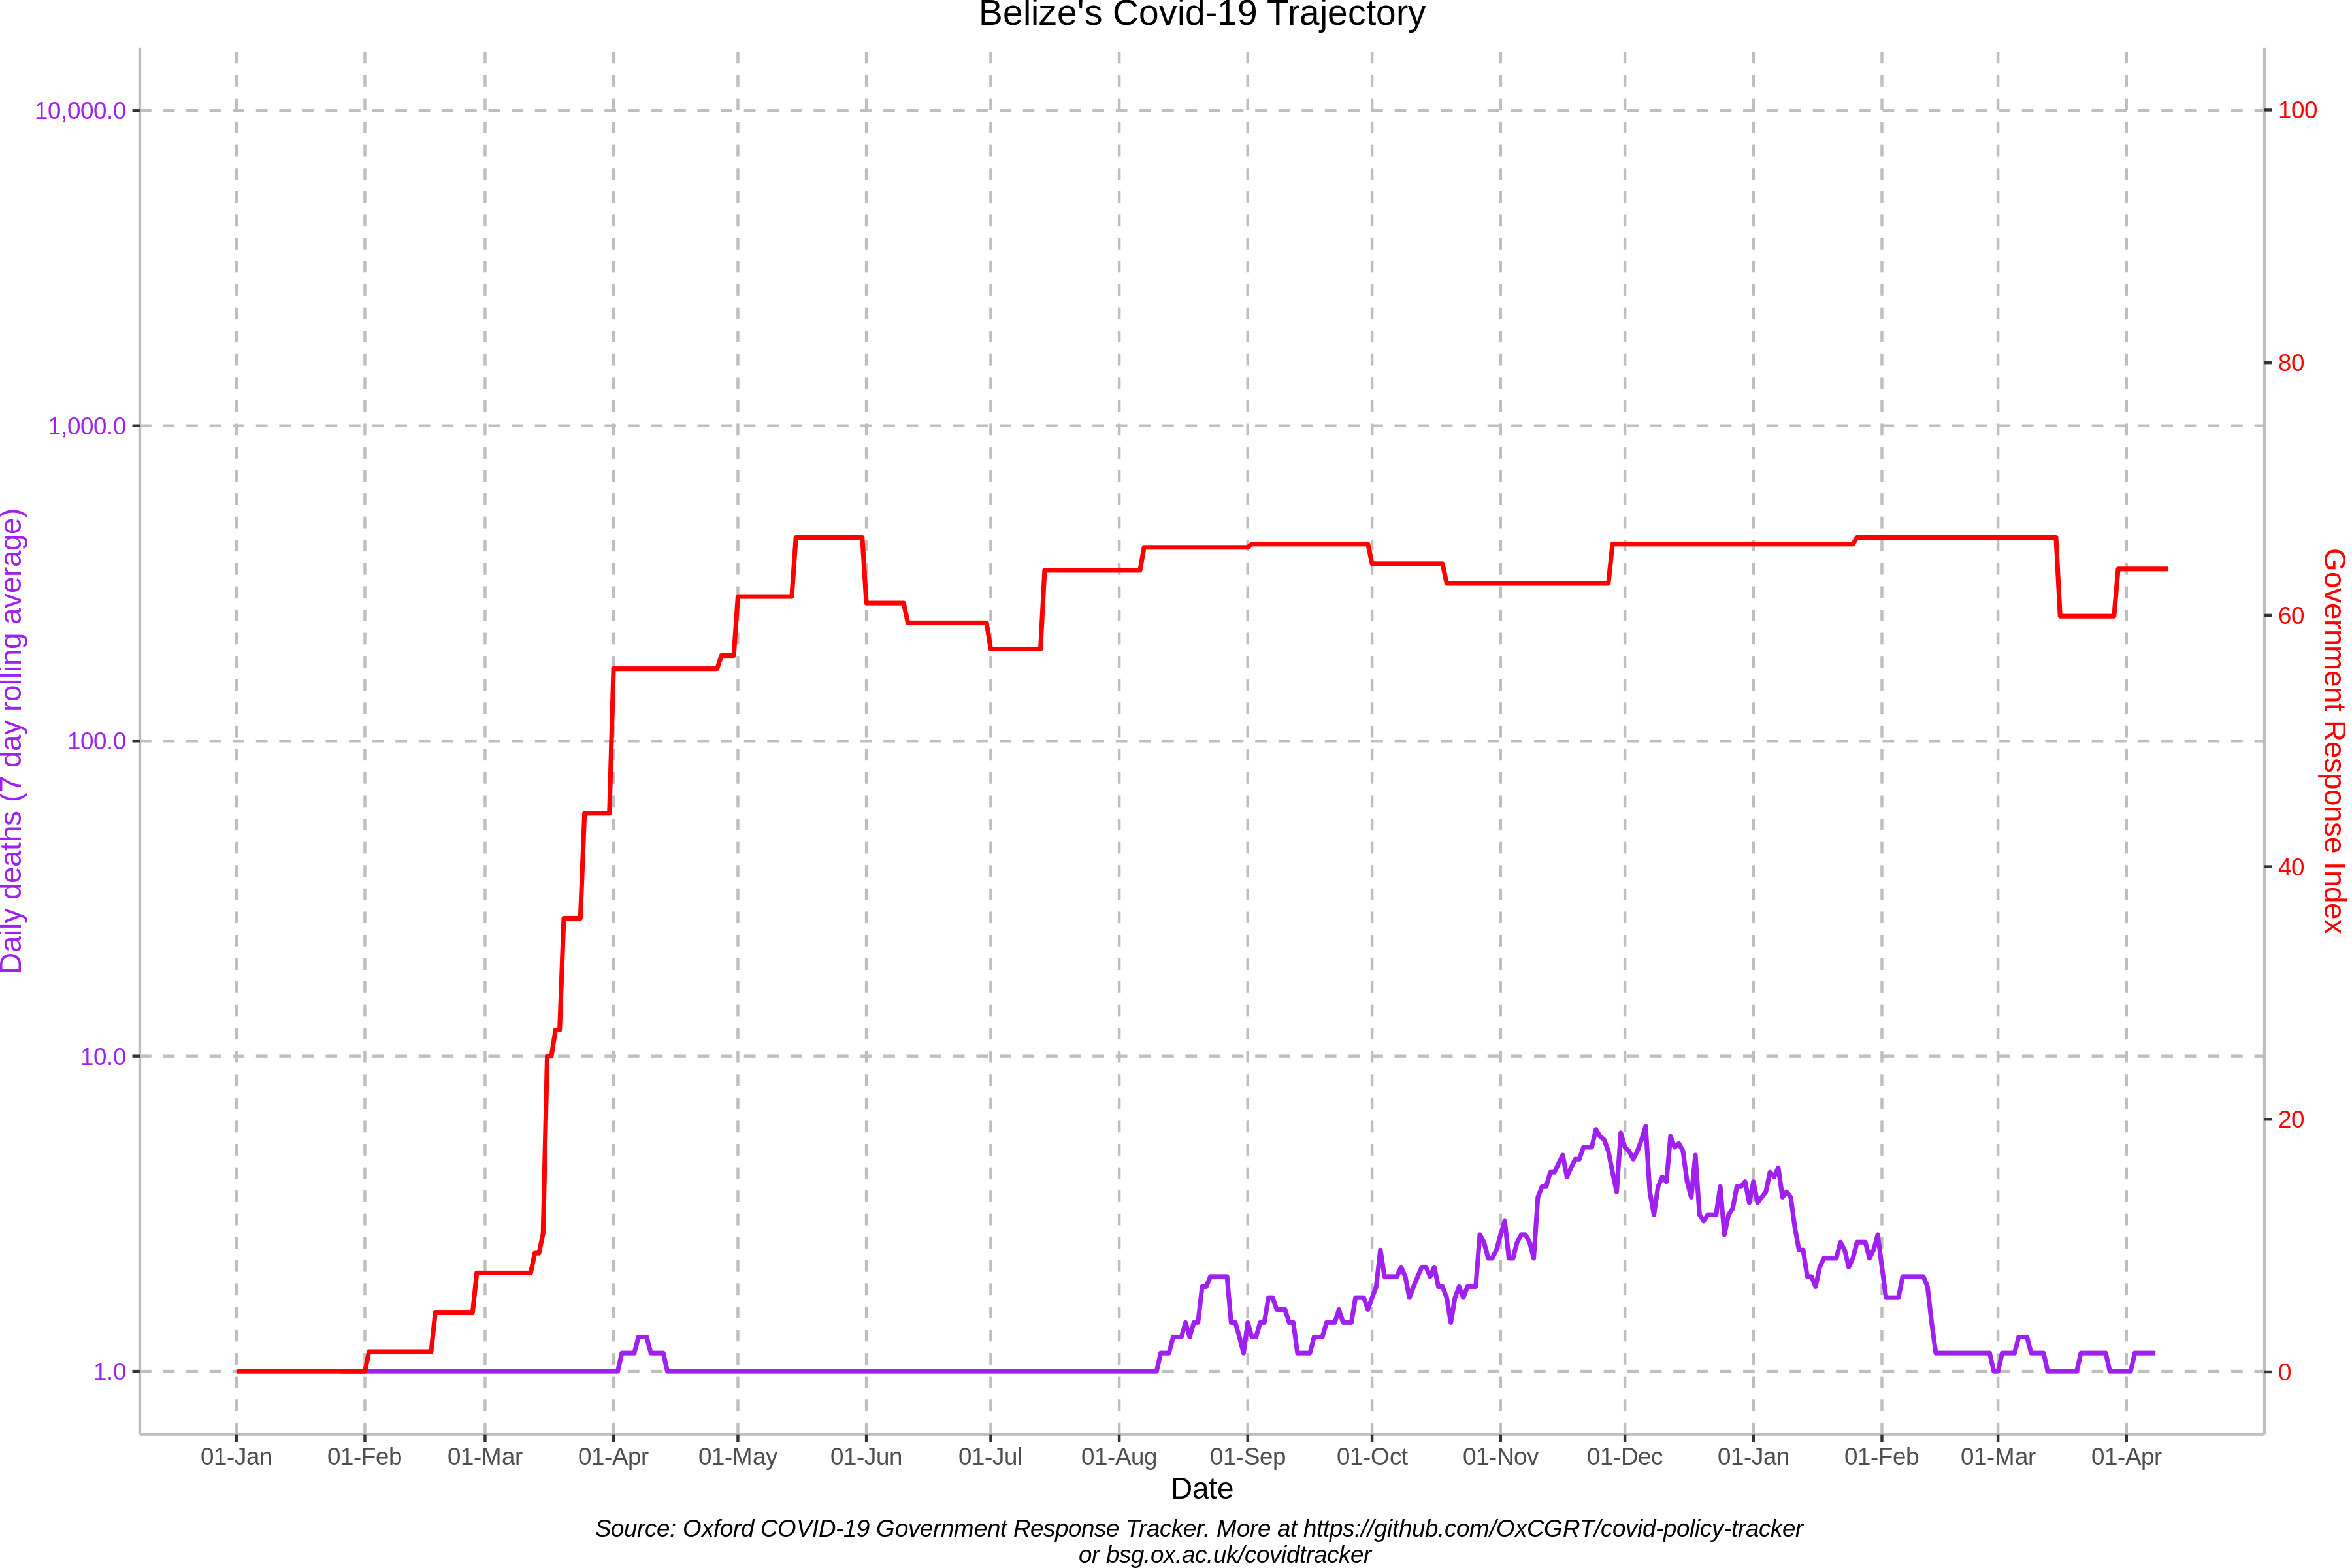 Belize's Covid-19 Trajectory
10,000.0
1,000.0
100.0
10.0
1.0
Daily deaths (7 day rolling average)
100
80
60
40
20
0
Government Response Index
01-Jan 01-Feb 01-Mar 01-Apr 01-May 01-Jun 01-Jul 01-Aug 01-Sep 01-Oct 01-Nov 01-Dec 01-Jan 01-Feb 01-Mar 01-Apr
Date
Source: Oxford COVID-19 Government Response Tracker. More at https://github.com/OxCGRT/covid-policy-tracker
or bsg.ox.ac.uk/covidtracker